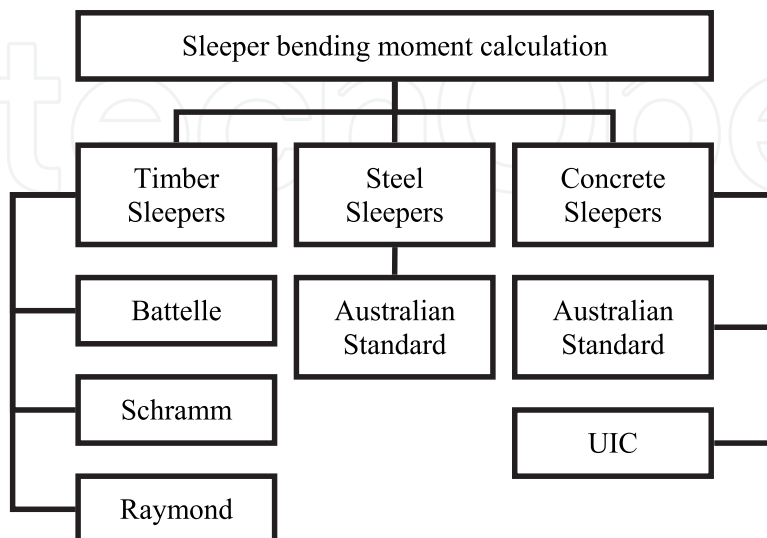 Sleeper bending moment calculation
Timber
Sleepers
Steel
Sleepers
Concrete
Sleepers
Battelle
Australian
Standard
Australian
Standard
Schramm
UIC
Raymond